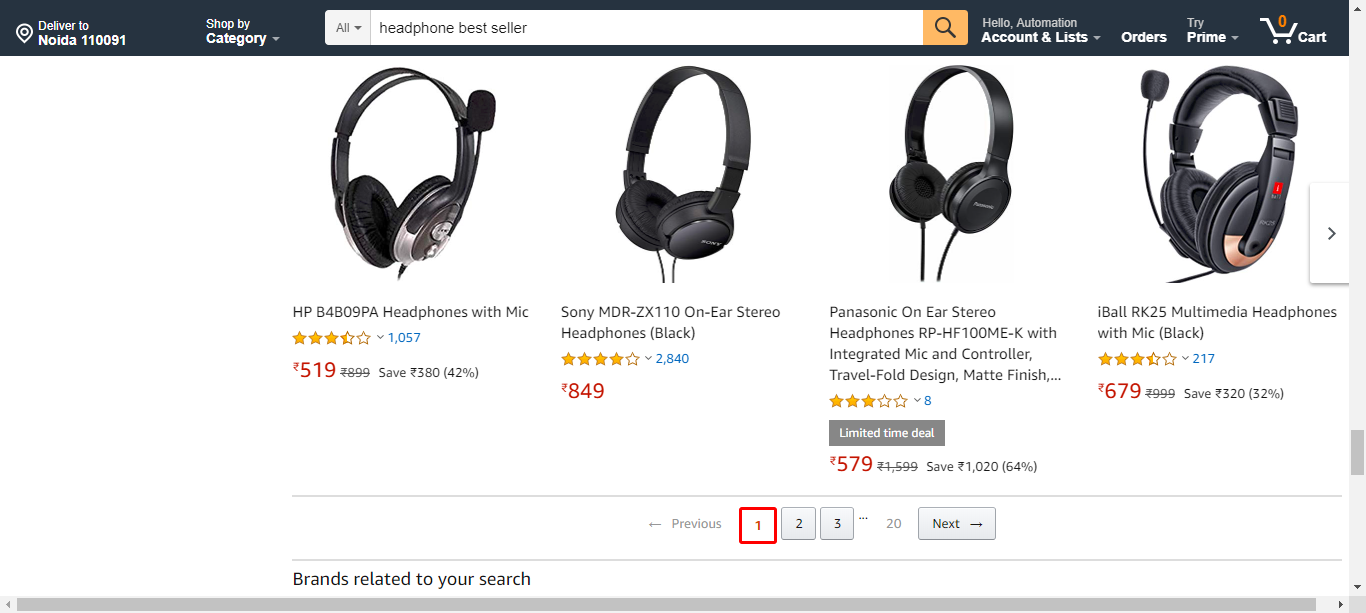 Deliver to
Noida 110091
Shop by
Category
All
headphone best seller
Hello, Automation
Account & Lists
Orders
Try
Prime
0
Cart
SONY
Panasonic
i
RK25
HP B4B09PA Headphones with Mic
1,057
₹519 ₹899 Save ₹380 (42%)
Sony MDR-ZX110 On-Ear Stereo
Headphones (Black)
2,840
₹849
Panasonic On Ear Stereo
Headphones RP-HF100ME-K with
Integrated Mic and Controller,
Travel-Fold Design, Matte Finish,...
8
Limited time deal
₹579 ₹1,599 Save ₹1,020 (64%)
iBall RK25 Multimedia Headphones
with Mic (Black)
217
₹679 ₹999 Save ₹320 (32%)
← Previous 1 2 3 ... 20 Next →
Brands related to your search